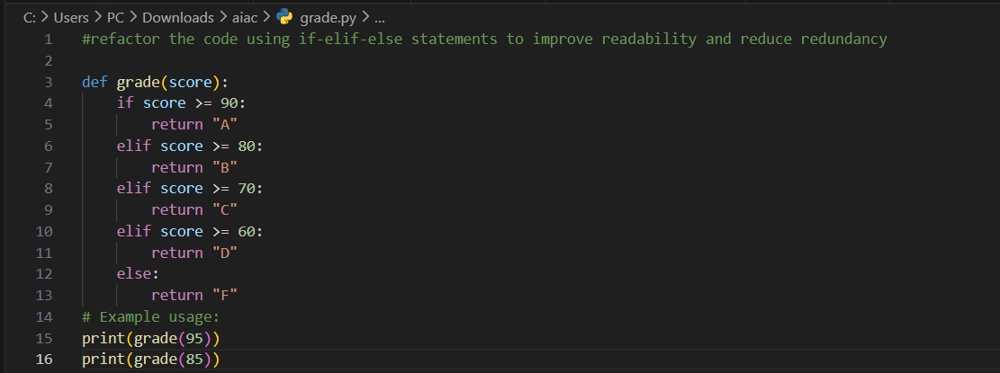 C: > Users > PC > Downloads > aiac > grade.py > ...
1 #refactor the code using if-elif-else statements to improve readability and reduce redundancy
2
3 def grade(score):
4     if score >= 90:
5         return "A"
6     elif score >= 80:
7         return "B"
8     elif score >= 70:
9         return "C"
10     elif score >= 60:
11         return "D"
12     else:
13         return "F"
14 # Example usage:
15 print(grade(95))
16 print(grade(85))